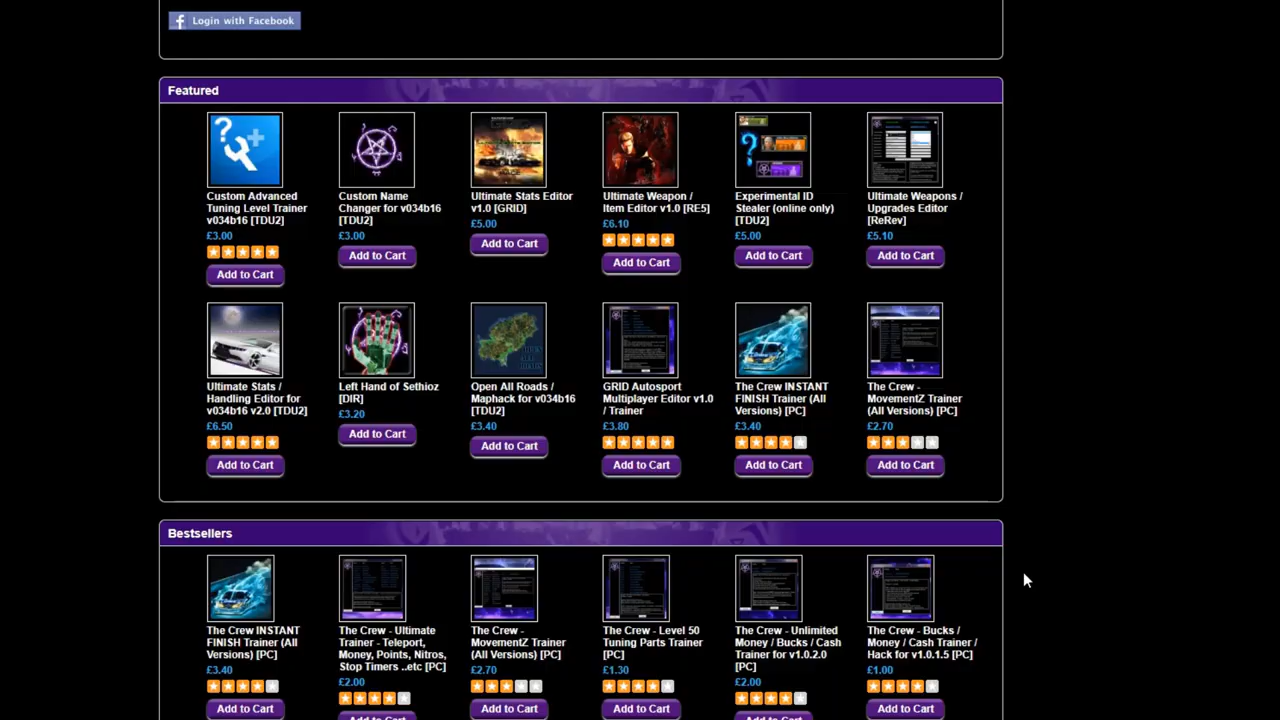 Login with Facebook
Featured
Custom Advanced
Tuning Level Trainer
v034b16 [TDU2]
£3.00
Add to Cart
Custom Name
Changer for v034b16
[TDU2]
£3.00
Add to Cart
Ultimate Stats Editor
v1.0 [GRID]
£5.00
Add to Cart
Ultimate Weapon /
Item Editor v1.0 [RE5]
£6.10
Add to Cart
Experimental ID
Stealer (online only)
[TDU2]
£5.00
Add to Cart
Ultimate Weapons /
Upgrades Editor
[ReRev]
£5.10
Add to Cart
Ultimate Stats /
Handling Editor for
v034b16 v2.0 [TDU2]
£6.50
Add to Cart
Left Hand of Sethioz
[DIR]
£3.20
Add to Cart
Open All Roads /
Maphack for v034b16
[TDU2]
£3.40
Add to Cart
GRID Autosport
Multiplayer Editor v1.0
/ Trainer
£3.80
Add to Cart
The Crew INSTANT
FINISH Trainer (All
Versions) [PC]
£3.40
Add to Cart
The Crew -
MovementZ Trainer
(All Versions) [PC]
£2.70
Add to Cart
Bestsellers
The Crew INSTANT
FINISH Trainer (All
Versions) [PC]
£3.40
Add to Cart
The Crew - Ultimate
Trainer - Teleport,
Money, Points, Nitros,
Stop Timers ..etc [PC]
£2.00
Add to Cart
The Crew -
MovementZ Trainer
(All Versions) [PC]
£2.70
Add to Cart
The Crew - Level 50
Tuning Parts Trainer
[PC]
£1.30
Add to Cart
The Crew - Unlimited
Money / Bucks / Cash
Trainer for v1.0.2.0
[PC]
£2.00
Add to Cart
The Crew - Bucks /
Money / Cash Trainer /
Hack for v1.0.1.5 [PC]
£1.00
Add to Cart